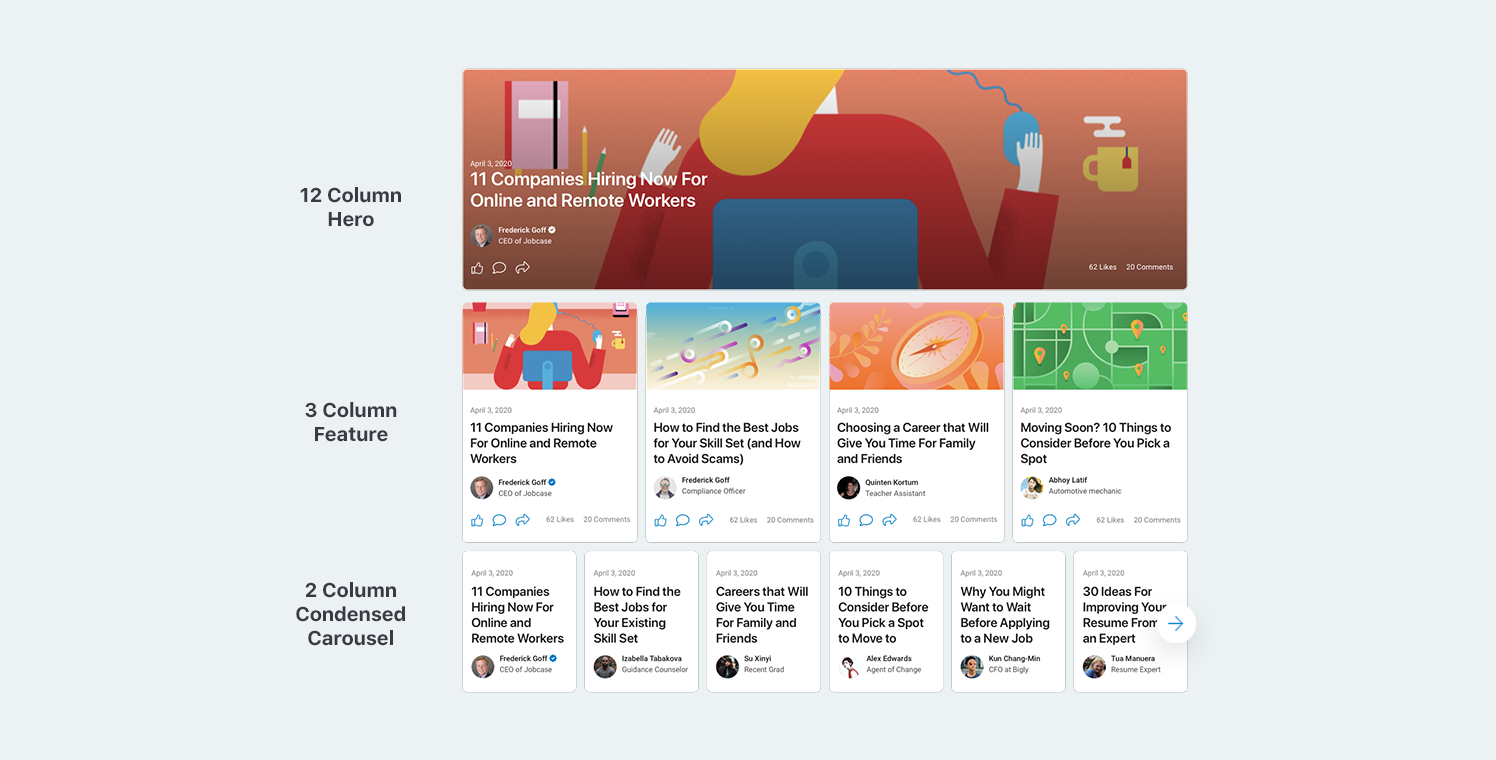 12 Column
Hero
April 3, 2020
11 Companies Hiring Now For
Online and Remote Workers
Frederick Goff
CEO of Jobcase
62 Likes 20 Comments
3 Column
Feature
April 3, 2020
11 Companies Hiring Now
For Online and Remote
Workers
Frederick Goff
CEO of Jobcase
62 Likes 20 Comments
April 3, 2020
How to Find the Best Jobs
for Your Skill Set (and How
to Avoid Scams)
Frederick Goff
Compliance Officer
62 Likes 20 Comments
April 3, 2020
Choosing a Career that Will
Give You Time For Family
and Friends
Quinten Kortum
Teacher Assistant
62 Likes 20 Comments
April 3, 2020
Moving Soon? 10 Things to
Consider Before You Pick a
Spot
Abhoy Latif
Automotive mechanic
62 Likes 20 Comments
2 Column
Condensed
Carousel
April 3, 2020
11 Companies
Hiring Now For
Online and
Remote Workers
Frederick Goff
CEO of Jobcase
April 3, 2020
How to Find the
Best Jobs for
Your Existing
Skill Set
Izabella Tabakova
Guidance Counselor
April 3, 2020
Careers that Will
Give You Time
For Family and
Friends
Su Xinyi
Recent Grad
April 3, 2020
10 Things to
Consider Before
You Pick a Spot
to Move to
Alex Edwards
Agent of Change
April 3, 2020
Why You Might
Want to Wait
Before Applying
to a New Job
Kun Chang-Min
CFO at Bigly
April 3, 2020
30 Ideas For
Improving Your
Resume From
an Expert
Tua Manuera
Resume Expert